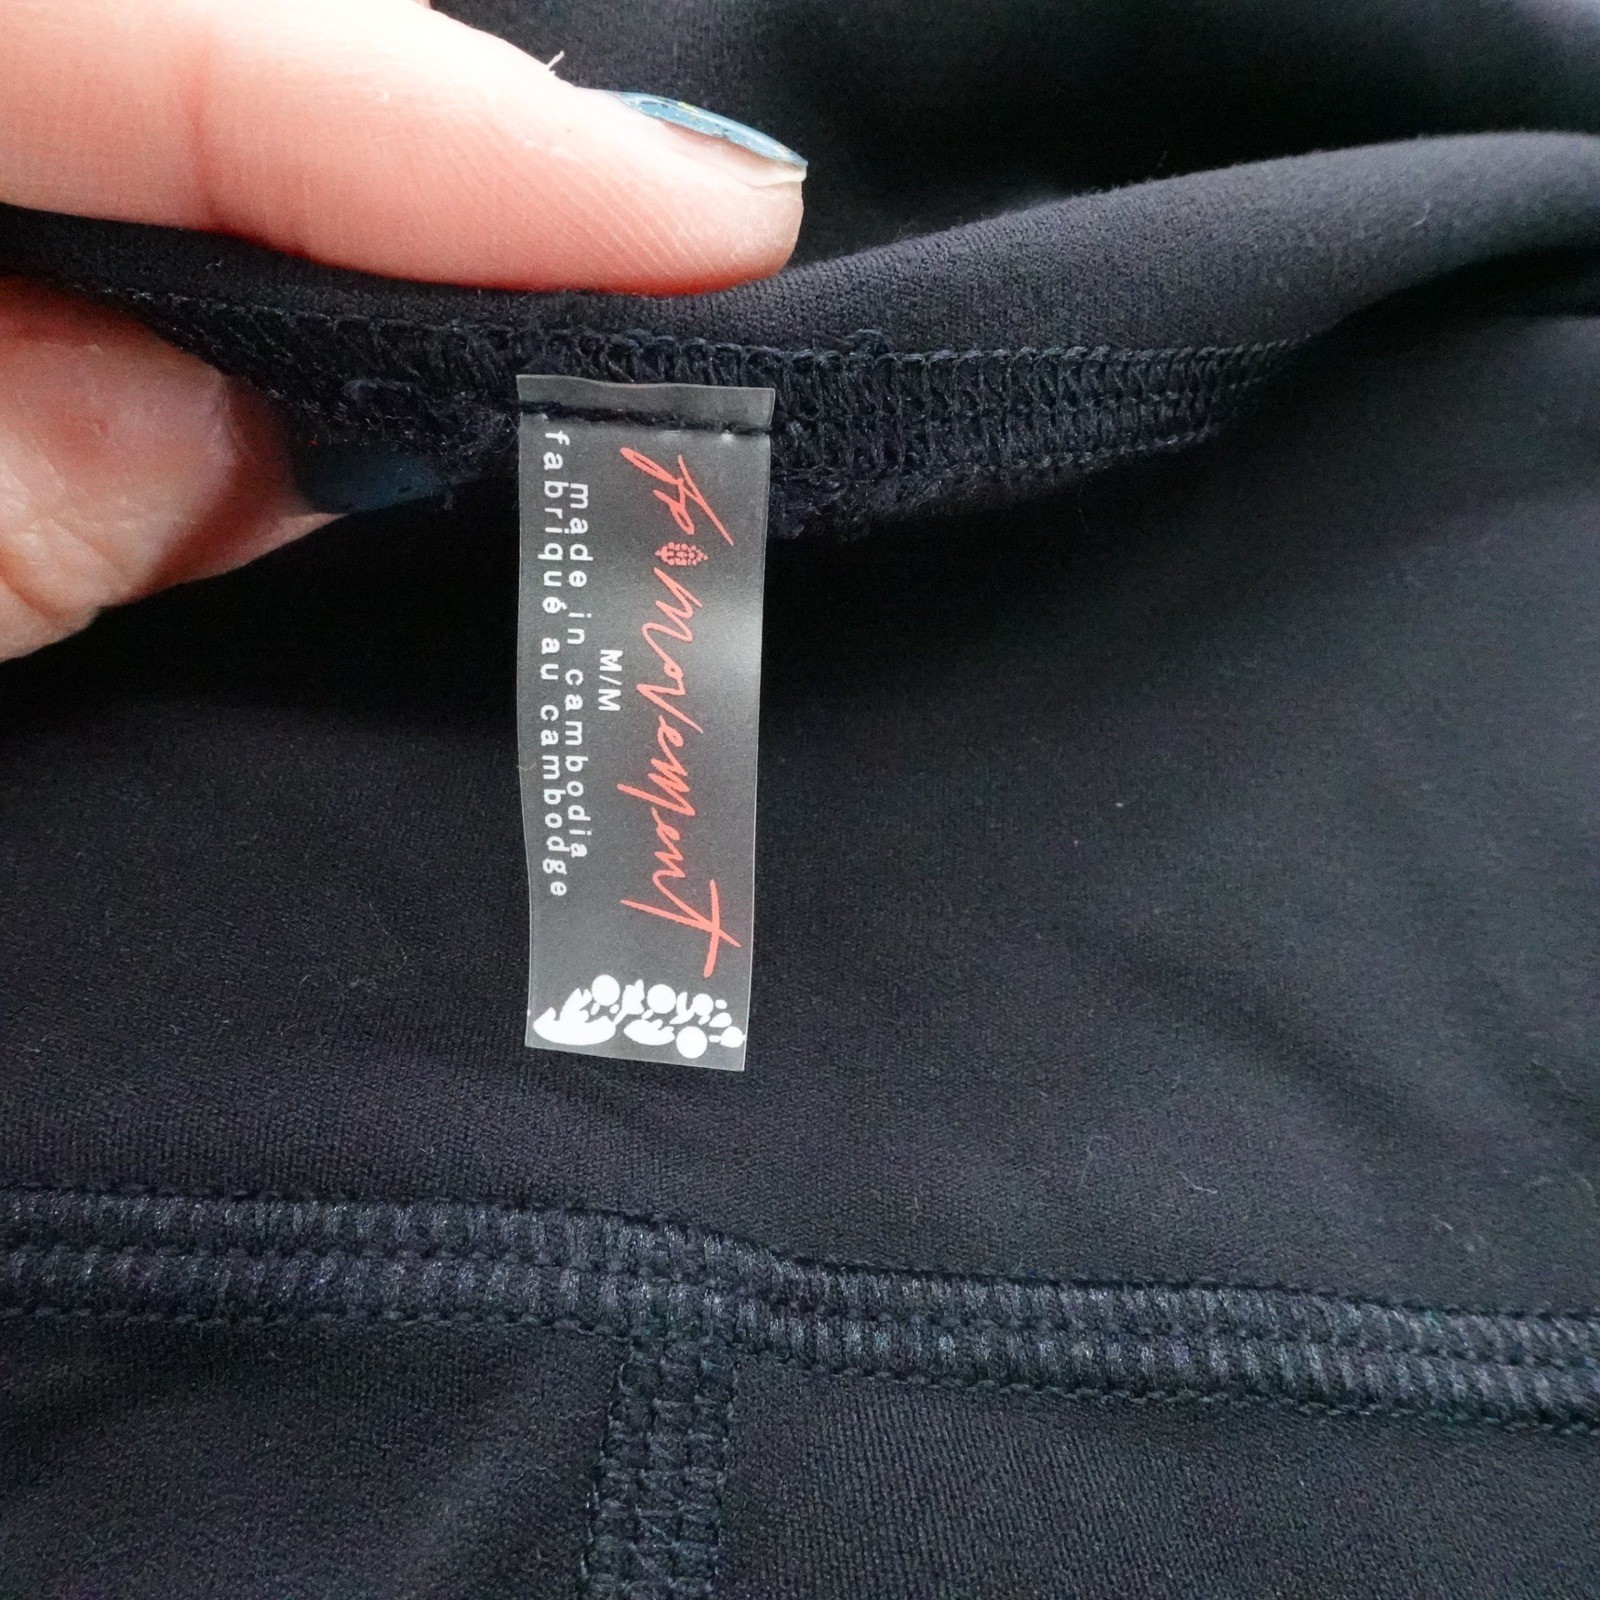 fp movement
M/M
made in cambodia
fabriqué au cambodge